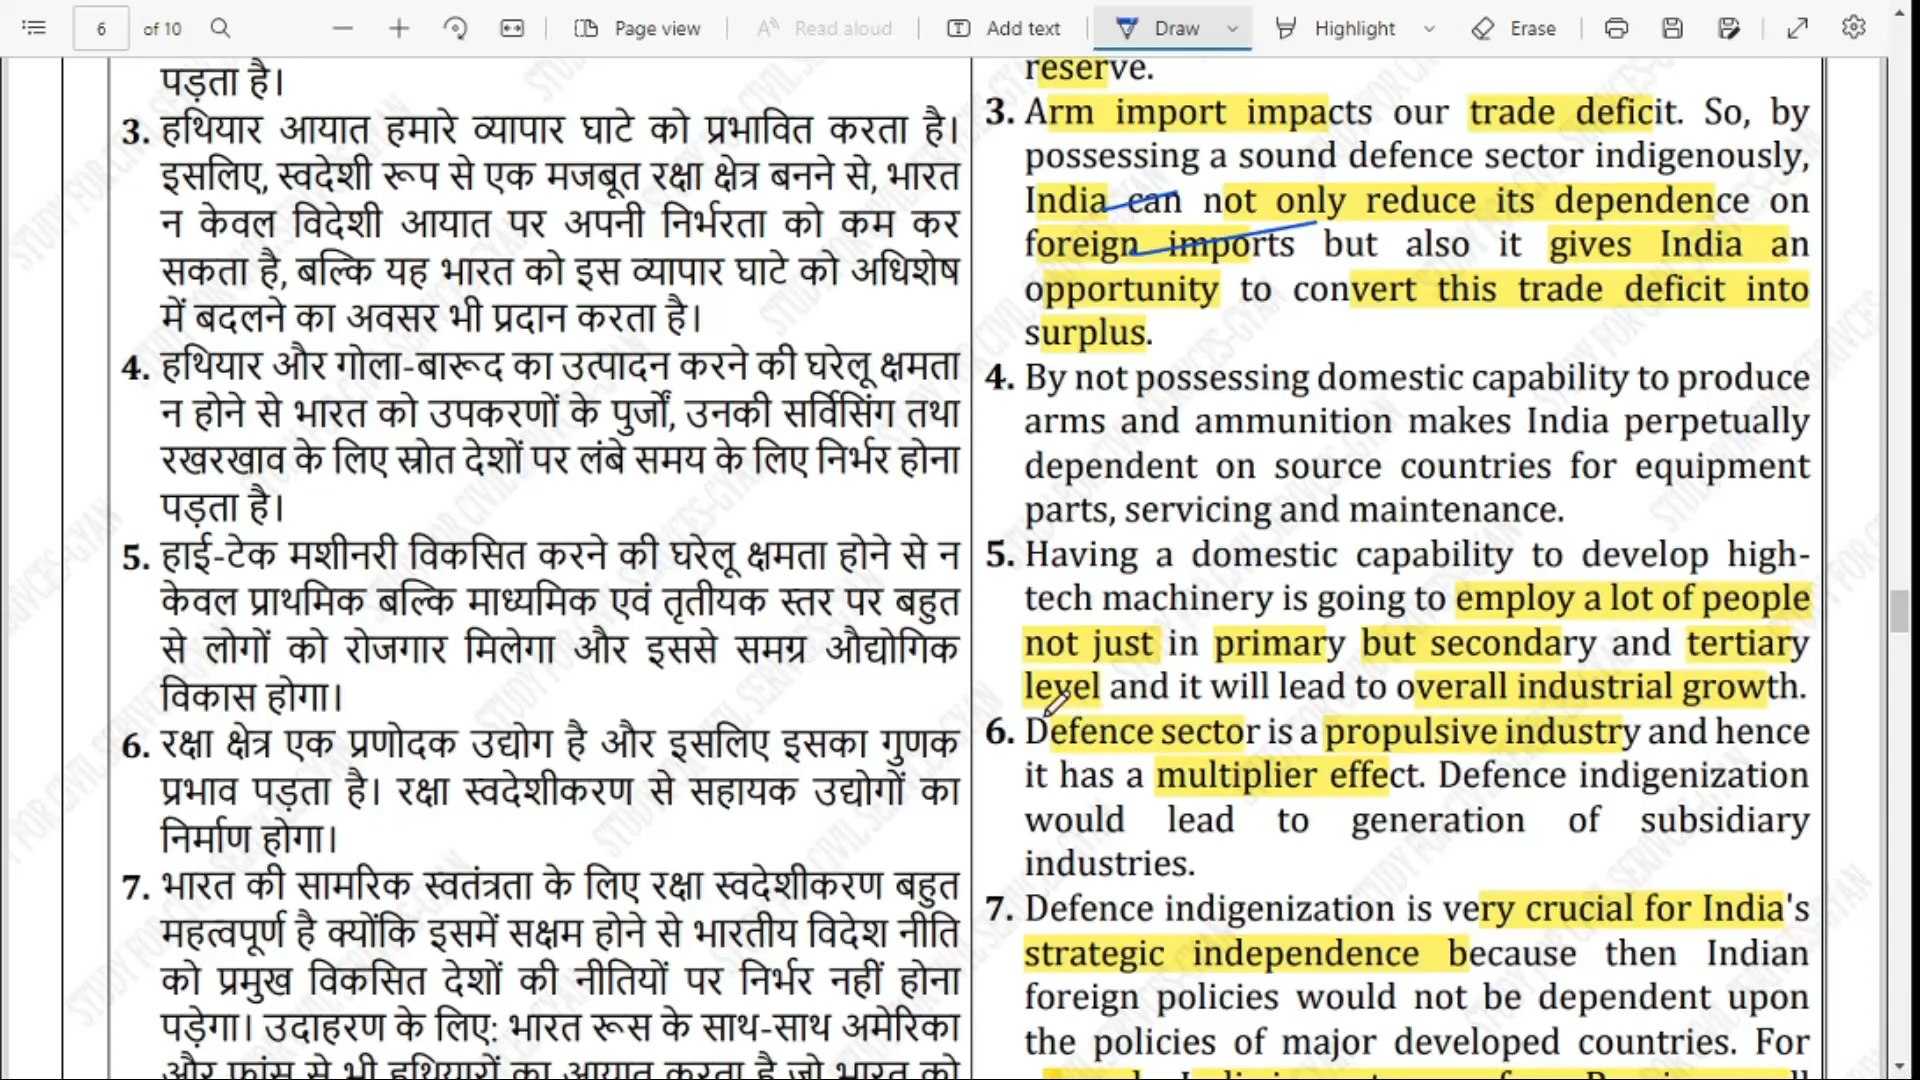 6 of 10 Page view Read aloud Add text Draw Highlight Erase
पड़ता है।
3. हथियार आयात हमारे व्यापार घाटे को प्रभावित करता है।
इसलिए, स्वदेशी रूप से एक मजबूत रक्षा क्षेत्र बनने से, भारत
न केवल विदेशी आयात पर अपनी निर्भरता को कम कर
सकता है, बल्कि यह भारत को इस व्यापार घाटे को अधिशेष
में बदलने का अवसर भी प्रदान करता है।
4. हथियार और गोला-बारूद का उत्पादन करने की घरेलू क्षमता
न होने से भारत को उपकरणों के पुर्जों, उनकी सर्विसिंग तथा
रखरखाव के लिए स्रोत देशों पर लंबे समय के लिए निर्भर होना
पड़ता है।
5. हाई-टेक मशीनरी विकसित करने की घरेलू क्षमता होने से न
केवल प्राथमिक बल्कि माध्यमिक एवं तृतीयक स्तर पर बहुत
से लोगों को रोजगार मिलेगा और इससे समग्र औद्योगिक
विकास होगा।
6. रक्षा क्षेत्र एक प्रणोदक उद्योग है और इसलिए इसका गुणक
प्रभाव पड़ता है। रक्षा स्वदेशीकरण से सहायक उद्योगों का
निर्माण होगा।
7. भारत की सामरिक स्वतंत्रता के लिए रक्षा स्वदेशीकरण बहुत
महत्वपूर्ण है क्योंकि इसमें सक्षम होने से भारतीय विदेश नीति
को प्रमुख विकसित देशों की नीतियों पर निर्भर नहीं होना
पड़ेगा। उदाहरण के लिए: भारत रूस के साथ-साथ अमेरिका
और फ्रांस से भी हथियारों का आयात करता है जो भारत को
reserve.
3. Arm import impacts our trade deficit. So, by
possessing a sound defence sector indigenously,
India can not only reduce its dependence on
foreign imports but also it gives India an
opportunity to convert this trade deficit into
surplus.
4. By not possessing domestic capability to produce
arms and ammunition makes India perpetually
dependent on source countries for equipment
parts, servicing and maintenance.
5. Having a domestic capability to develop high-
tech machinery is going to employ a lot of people
not just in primary but secondary and tertiary
level and it will lead to overall industrial growth.
6. Defence sector is a propulsive industry and hence
it has a multiplier effect. Defence indigenization
would lead to generation of subsidiary
industries.
7. Defence indigenization is very crucial for India's
strategic independence because then Indian
foreign policies would not be dependent upon
the policies of major developed countries. For
STUDY FOR CIVIL SERIVCES-GYAN